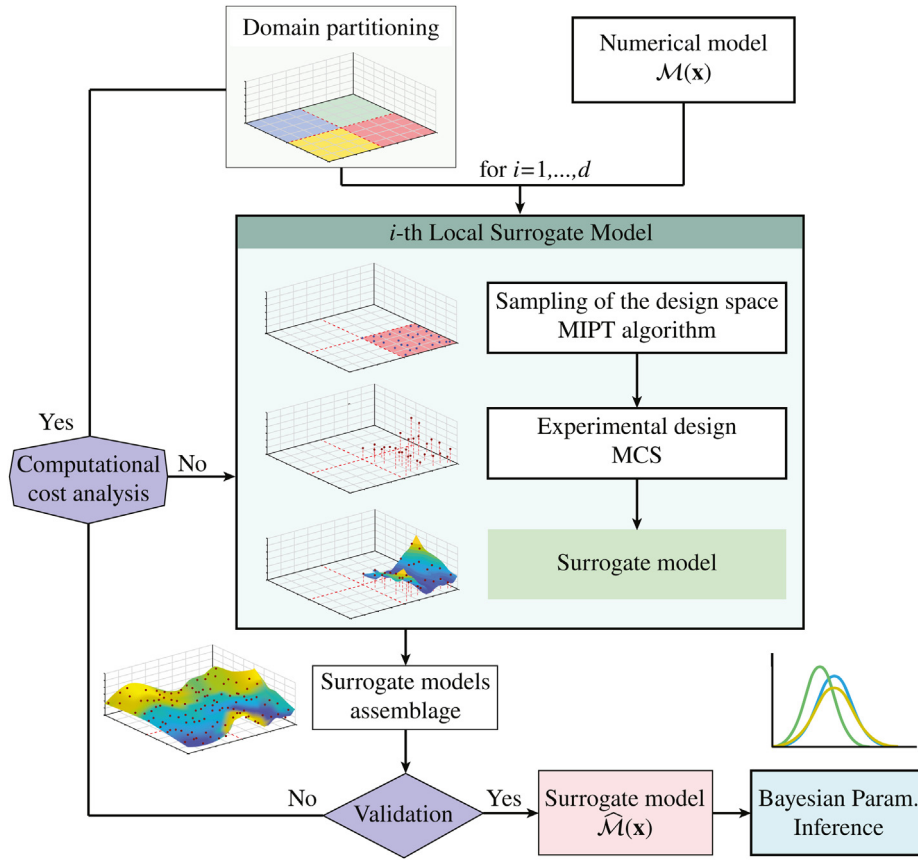 Domain partitioning
Numerical model
ℳ(x)
for i=1,...,d
i-th Local Surrogate Model
Sampling of the design space
MIPT algorithm
Experimental design
MCS
Surrogate model
Yes
Computational
cost analysis
No
Surrogate models
assemblage
No
Validation
Yes
Surrogate model
ℳ̂(x)
Bayesian Param.
Inference